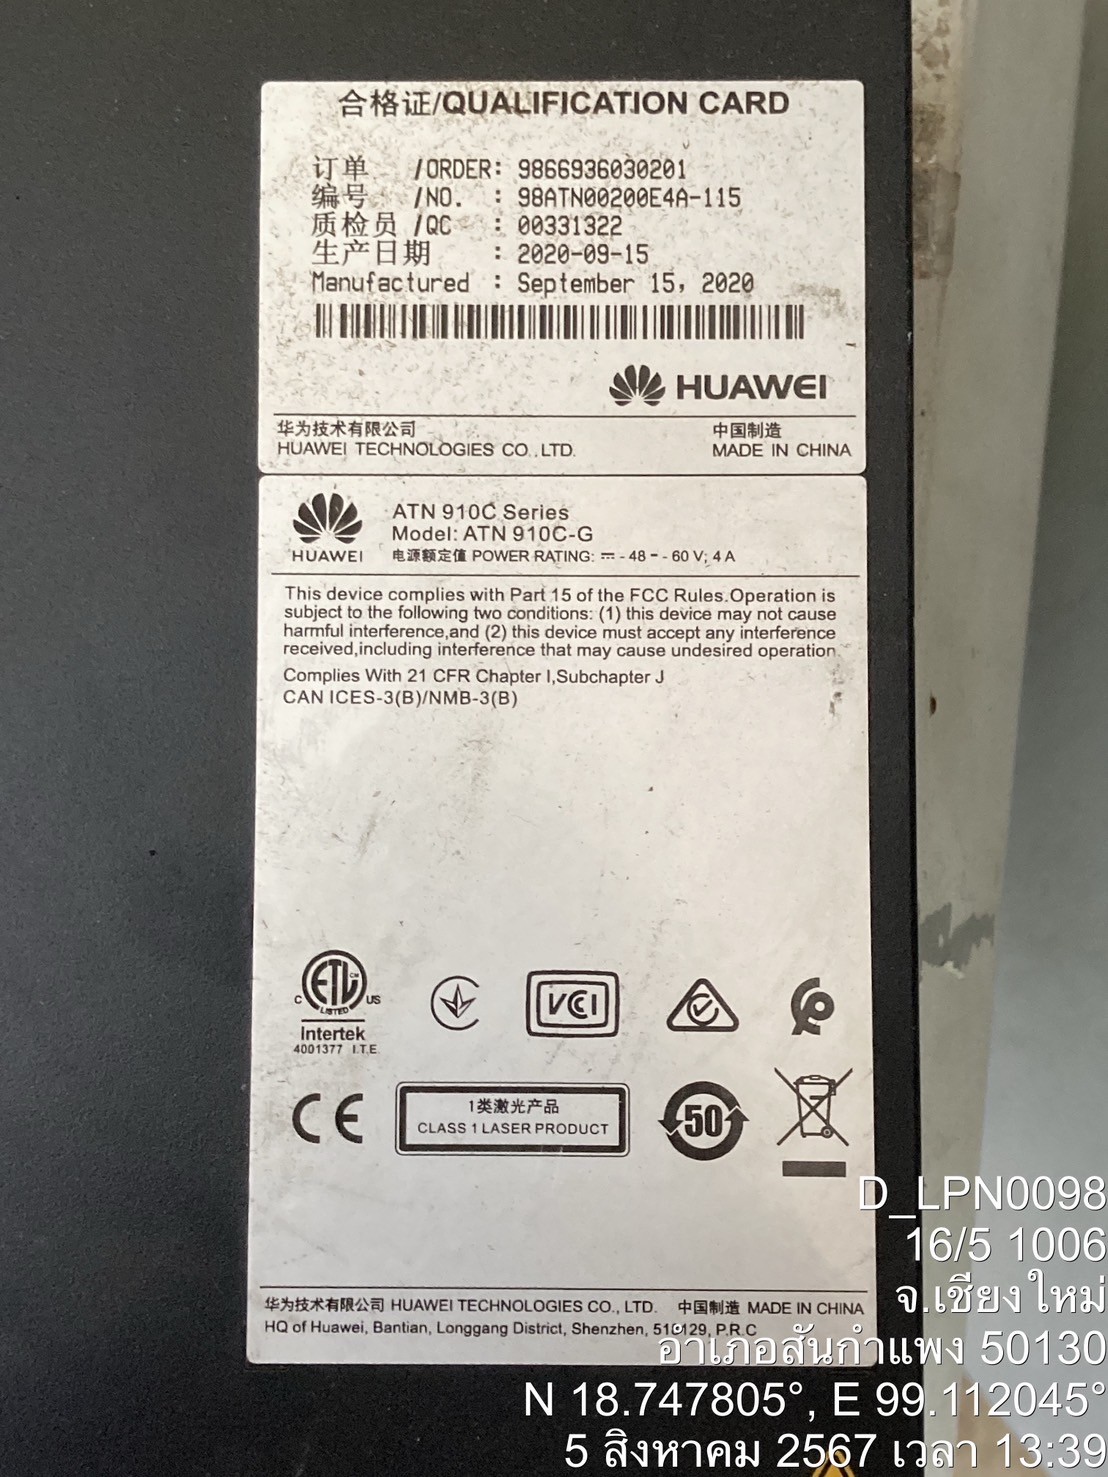 合格证/QUALIFICATION CARD
订单 /ORDER: 9866936030201
编号 /NO. : 98ATN00200E4A-115
质检员 /QC : 00331322
生产日期 : 2020-09-15
Manufactured : September 15, 2020
HUAWEI
华为技术有限公司 中国制造
HUAWEI TECHNOLOGIES CO.,LTD. MADE IN CHINA
HUAWEI
ATN 910C Series
Model: ATN 910C-G
电源额定值 POWER RATING: ⎓ - 48 - - 60 V; 4 A
This device complies with Part 15 of the FCC Rules.Operation is
subject to the following two conditions: (1) this device may not cause
harmful interference,and (2) this device must accept any interference
received,including interference that may cause undesired operation.
Complies With 21 CFR Chapter I,Subchapter J
CAN ICES-3(B)/NMB-3(B)
ETL CM
C LISTED US
Intertek
4001377 I.T.E.
VCCI
CE
1类激光产品
CLASS 1 LASER PRODUCT
50
华为技术有限公司 HUAWEI TECHNOLOGIES CO., LTD. 中国制造 MADE IN CHINA
HQ of Huawei, Bantian, Longgang District, Shenzhen, 518129, P.R.C
D_LPN0098
16/5 1006
จ.เชียงใหม่
อำเภอสันกำแพง 50130
N 18.747805°, E 99.112045°
5 สิงหาคม 2567 เวลา 13:39